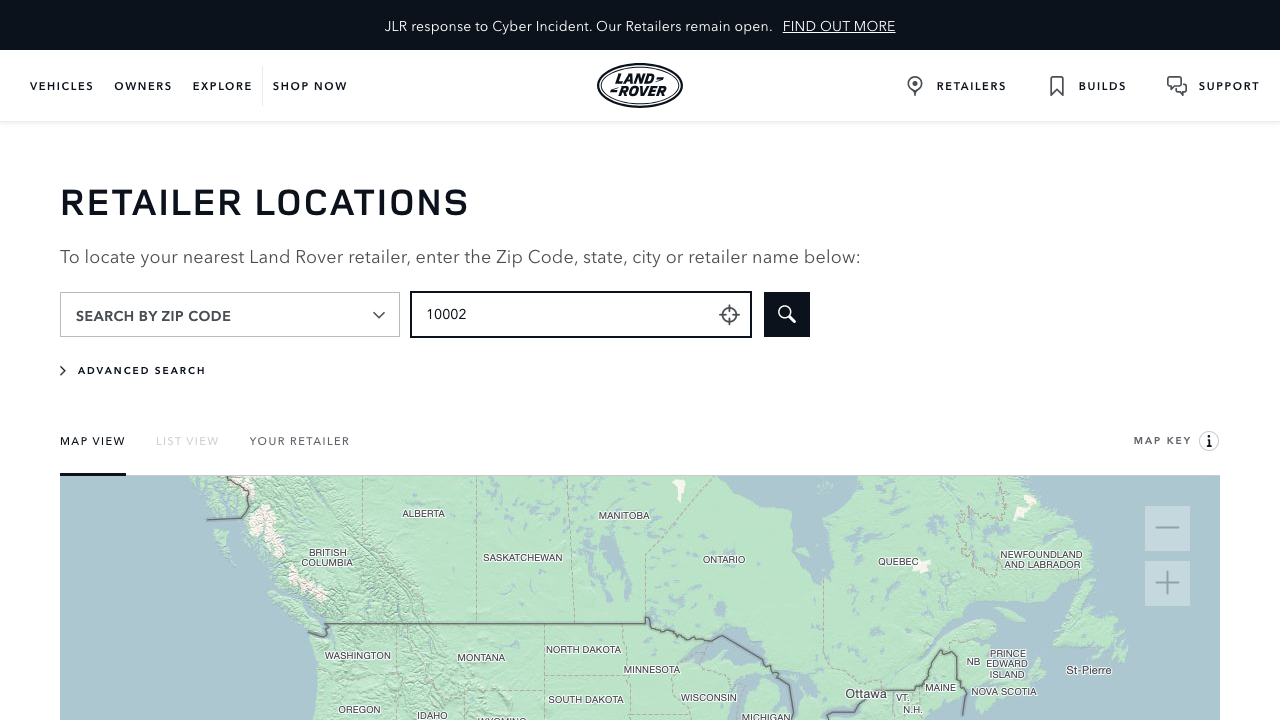 JLR response to Cyber Incident. Our Retailers remain open. FIND OUT MORE
VEHICLES OWNERS EXPLORE SHOP NOW
LAND
ROVER
RETAILERS BUILDS SUPPORT
RETAILER LOCATIONS
To locate your nearest Land Rover retailer, enter the Zip Code, state, city or retailer name below:
SEARCH BY ZIP CODE
10002
ADVANCED SEARCH
MAP VIEW LIST VIEW YOUR RETAILER
MAP KEY
ALBERTA
MANITOBA
BRITISH
COLUMBIA
SASKATCHEWAN
ONTARIO
QUEBEC
NEWFOUNDLAND
AND LABRADOR
WASHINGTON
MONTANA
NORTH DAKOTA
MINNESOTA
NB
PRINCE
EDWARD
ISLAND
St-Pierre
SOUTH DAKOTA
WISCONSIN
Ottawa
VT.
MAINE
NOVA SCOTIA
OREGON
IDAHO
WYOMING
MICHIGAN
N.H.